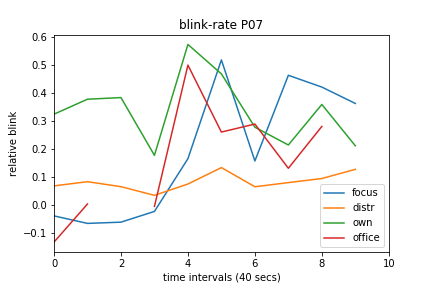 blink-rate P07
relative blink
0.6
0.5
0.4
0.3
0.2
0.1
0.0
−0.1
0 2 4 6 8 10
time intervals (40 secs)
focus
distr
own
office